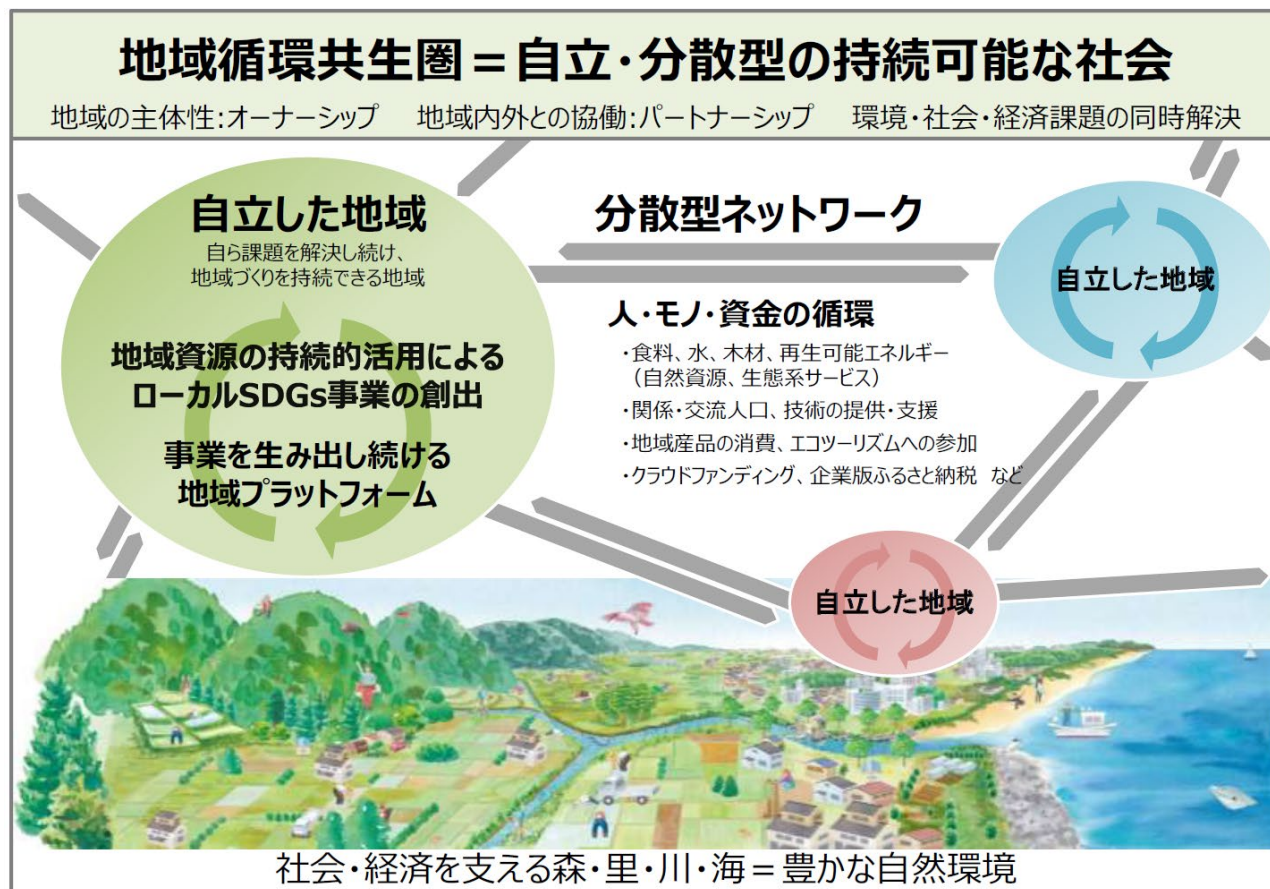 地域循環共生圏＝自立・分散型の持続可能な社会
地域の主体性：オーナーシップ　地域内外との協働：パートナーシップ　環境・社会・経済課題の同時解決
自立した地域
自ら課題を解決し続け、
地域づくりを持続できる地域
地域資源の持続的活用による
ローカルSDGs事業の創出
事業を生み出し続ける
地域プラットフォーム
分散型ネットワーク
人・モノ・資金の循環
・食料、水、木材、再生可能エネルギー
（自然資源、生態系サービス）
・関係・交流人口、技術の提供・支援
・地域産品の消費、エコツーリズムへの参加
・クラウドファンディング、企業版ふるさと納税　など
自立した地域
自立した地域
社会・経済を支える森・里・川・海＝豊かな自然環境